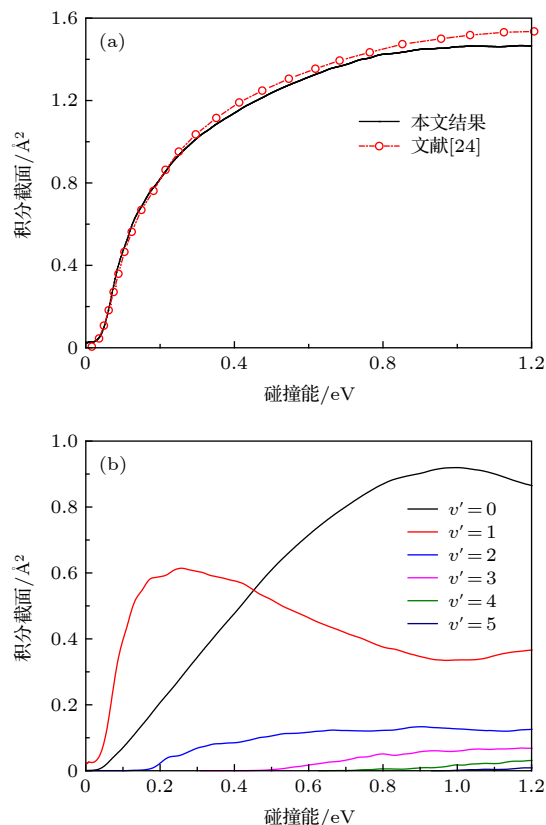 1.6
(a)
1.2
本文结果
文献[24]
积分截面/Å²
0.8
0.4
0
0 0.4 0.8 1.2
碰撞能/eV
1.0
(b)
0.8
v′ = 0
v′ = 1
v′ = 2
v′ = 3
v′ = 4
v′ = 5
积分截面/Å²
0.6
0.4
0.2
0
0 0.2 0.4 0.6 0.8 1.0 1.2
碰撞能/eV